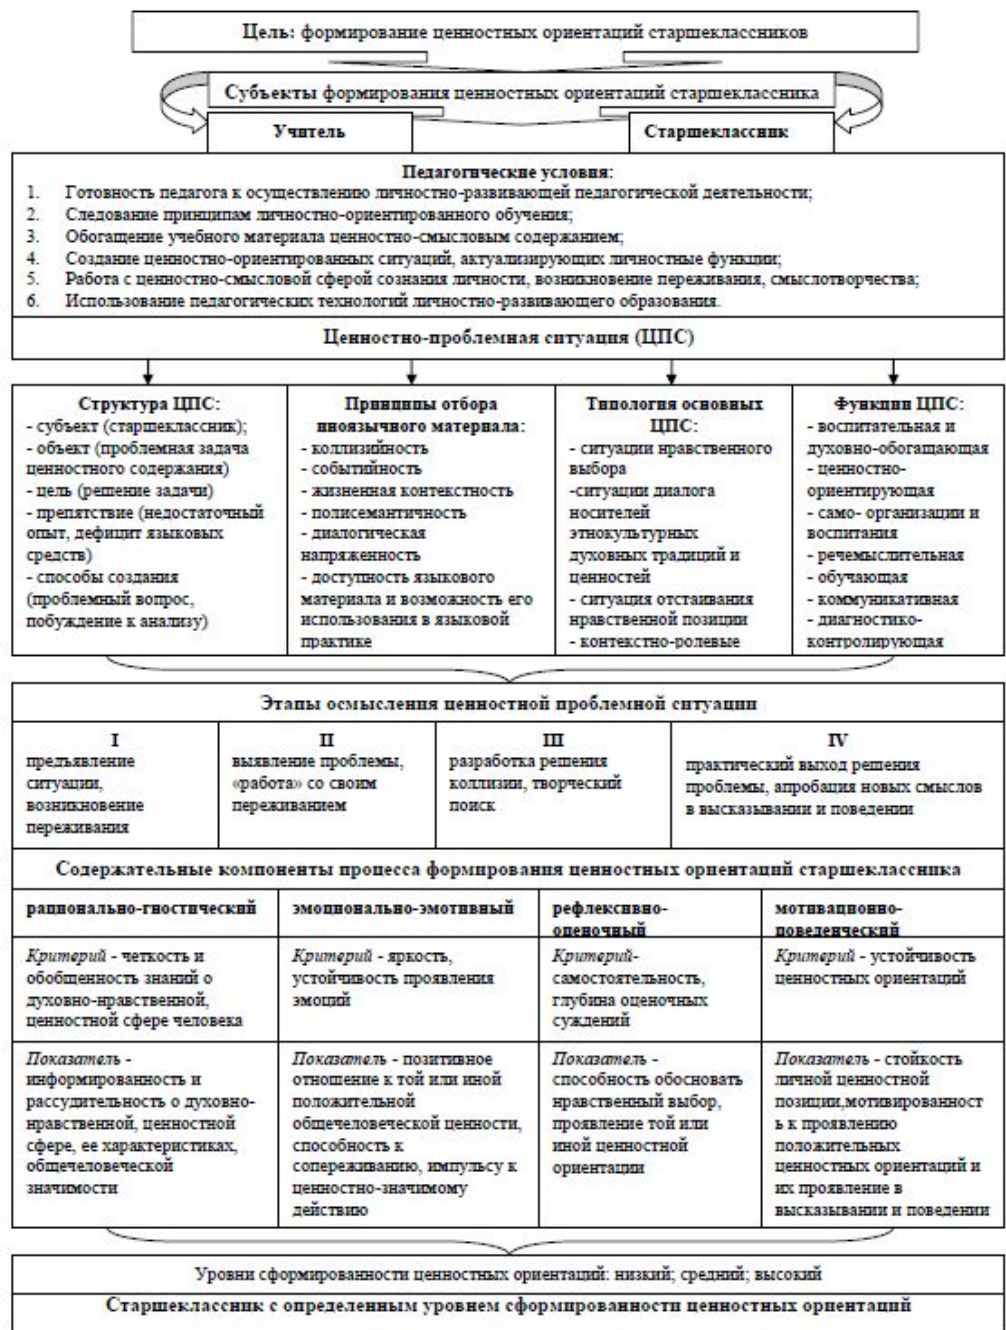 Цель: формирование ценностных ориентаций старшеклассников
Субъекты формирования ценностных ориентаций старшеклассника
Учитель
Старшеклассник
Педагогические условия:
1. Готовность педагога к осуществлению личностно-развивающей педагогической деятельности;
2. Следование принципам личностно-ориентированного обучения;
3. Обогащение учебного материала ценностно-смысловым содержанием;
4. Создание ценностно-ориентированных ситуаций, актуализирующих личностные функции;
5. Работа с ценностно-смысловой сферой сознания личности, возникновение переживания, смыслотворчества;
6. Использование педагогических технологий личностно-развивающего образования.
Ценностно-проблемная ситуация (ЦПС)
Структура ЦПС:
- субъект (старшеклассник);
- объект (проблемная задача
ценностного содержания)
- цель (решение задачи)
- препятствие (недостаточный
опыт, дефицит языковых
средств)
- способы создания
(проблемный вопрос,
побуждение к анализу)
Принципы отбора
иноязычного материала:
- коллизийность
- событийность
- жизненная контекстность
- полисемантичность
- диалогическая
напряженность
- доступность языкового
материала и возможность его
использования в языковой
практике
Типология основных
ЦПС:
- ситуации нравственного
выбора
-ситуации диалога
носителей
этнокультурных
духовных традиций и
ценностей
- ситуация отстаивания
нравственной позиции
- контекстно-ролевые
Функции ЦПС:
- воспитательная и
духовно-обогащающая
- ценностно-
ориентирующая
- само- организации и
воспитания
- речемыслительная
- обучающая
- коммуникативная
- диагностико-
контролирующая
Этапы осмысления ценностной проблемной ситуации
I
предъявление
ситуации,
возникновение
переживания
II
выявление проблемы,
«работа» со своим
переживанием
III
разработка решения
коллизии, творческий
поиск
IV
практический выход решения
проблемы, апробация новых смыслов
в высказывании и поведении
Содержательные компоненты процесса формирования ценностных ориентаций старшеклассника
рационально-гностический
эмоционально-эмотивный
рефлексивно-
оценочный
мотивационно-
поведенческий
Критерий - четкость и
обобщенность знаний о
духовно-нравственной,
ценностной сфере человека
Критерий - яркость,
устойчивость проявления
эмоций
Критерий-
самостоятельность,
глубина оценочных
суждений
Критерий - устойчивость
ценностных ориентаций
Показатель -
информированность и
рассудительность о духовно-
нравственной, ценностной
сфере, ее характеристиках,
общечеловеческой
значимости
Показатель - позитивное
отношение к той или иной
положительной
общечеловеческой ценности,
способность к
сопереживанию, импульсу к
ценностно-значимому
действию
Показатель -
способность обосновать
нравственный выбор,
проявление той или
иной ценностной
ориентации
Показатель - стойкость
личной ценностной
позиции,мотивированност
ь к проявлению
положительных
ценностных ориентаций и
их проявление в
высказывании и поведении
Уровни сформированности ценностных ориентаций: низкий; средний; высокий
Старшеклассник с определенным уровнем сформированности ценностных ориентаций